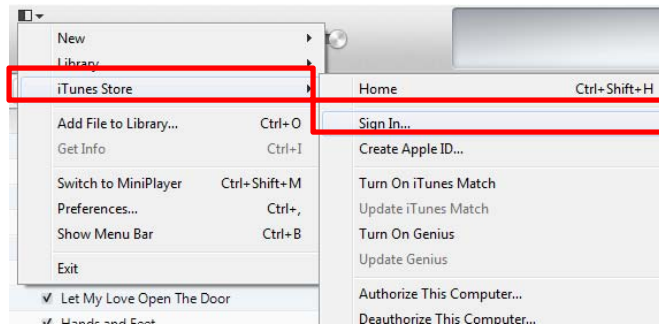 New
Library
iTunes Store
Add File to Library... Ctrl+O
Get Info Ctrl+I
Switch to MiniPlayer Ctrl+Shift+M
Preferences... Ctrl+,
Show Menu Bar Ctrl+B
Exit
Home Ctrl+Shift+H
Sign In...
Create Apple ID...
Turn On iTunes Match
Update iTunes Match
Turn On Genius
Update Genius
Authorize This Computer...
Deauthorize This Computer...
Let My Love Open The Door
Hands and Feet